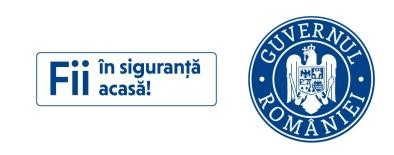 Fii în siguranță
acasă!
GUVERNUL
ROMÂNIEI